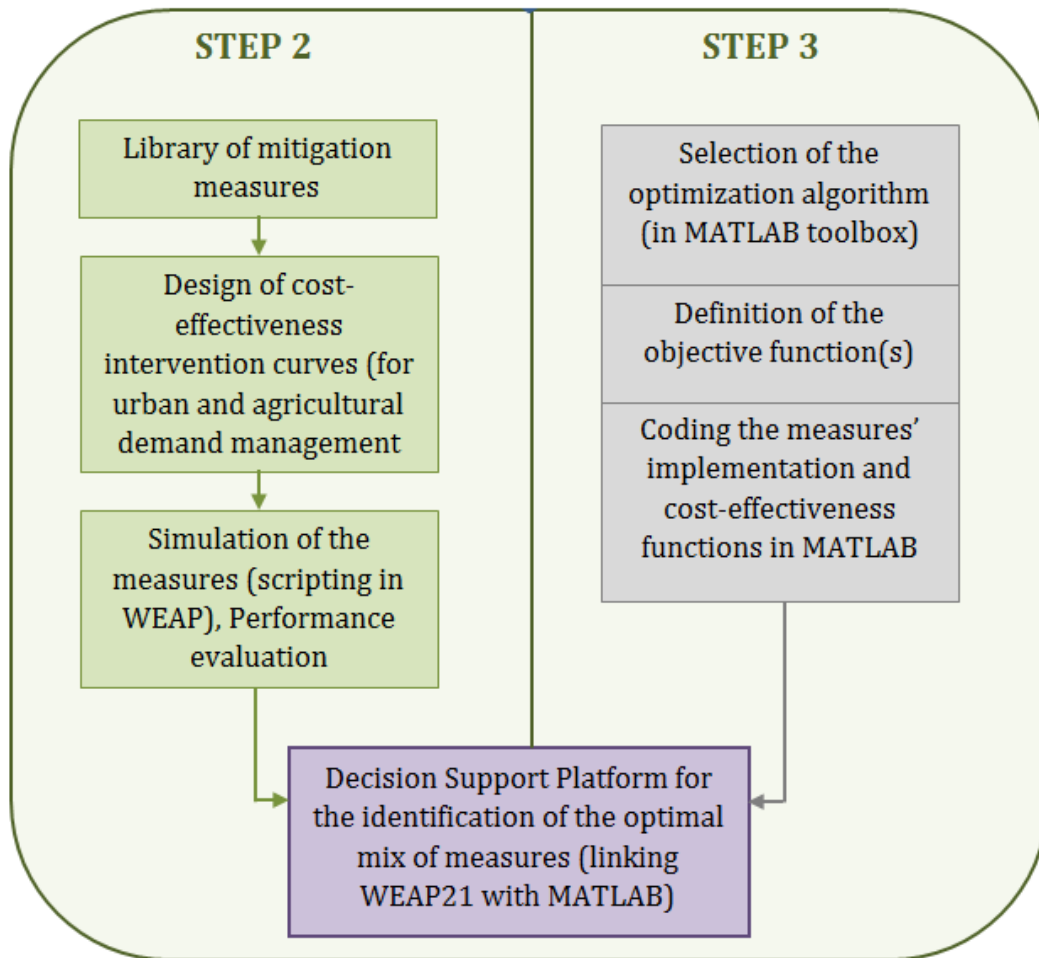 STEP 2
Library of mitigation
measures
Design of cost-
effectiveness
intervention curves (for
urban and agricultural
demand management
Simulation of the
measures (scripting in
WEAP), Performance
evaluation
STEP 3
Selection of the
optimization algorithm
(in MATLAB toolbox)
Definition of the
objective function(s)
Coding the measures’
implementation and
cost-effectiveness
functions in MATLAB
Decision Support Platform for
the identification of the optimal
mix of measures (linking
WEAP21 with MATLAB)